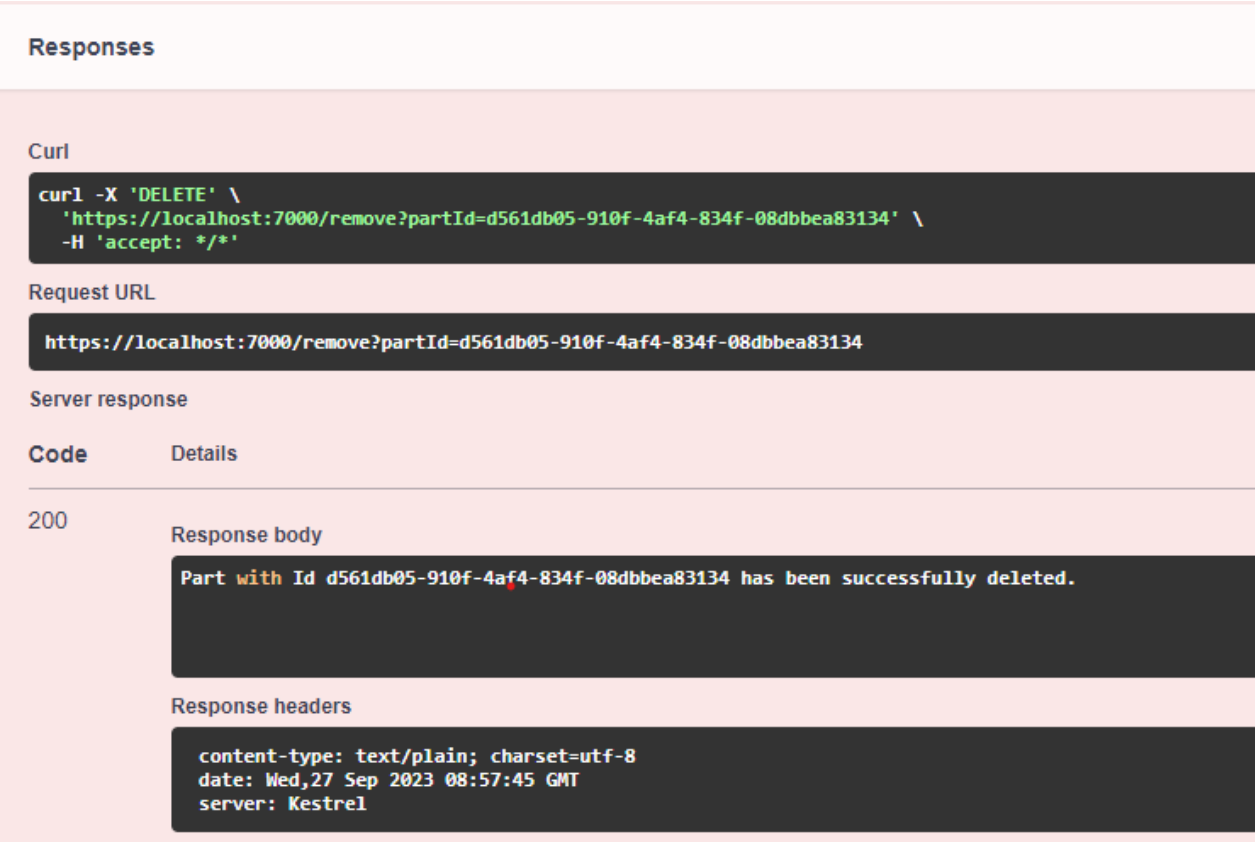 Responses
Curl
curl -X 'DELETE' \
'https://localhost:7000/remove?partId=d561db05-910f-4af4-834f-08dbbea83134' \
-H 'accept: */*'
Request URL
https://localhost:7000/remove?partId=d561db05-910f-4af4-834f-08dbbea83134
Server response
Code Details
200
Response body
Part with Id d561db05-910f-4af4-834f-08dbbea83134 has been successfully deleted.
Response headers
content-type: text/plain; charset=utf-8
date: Wed,27 Sep 2023 08:57:45 GMT
server: Kestrel